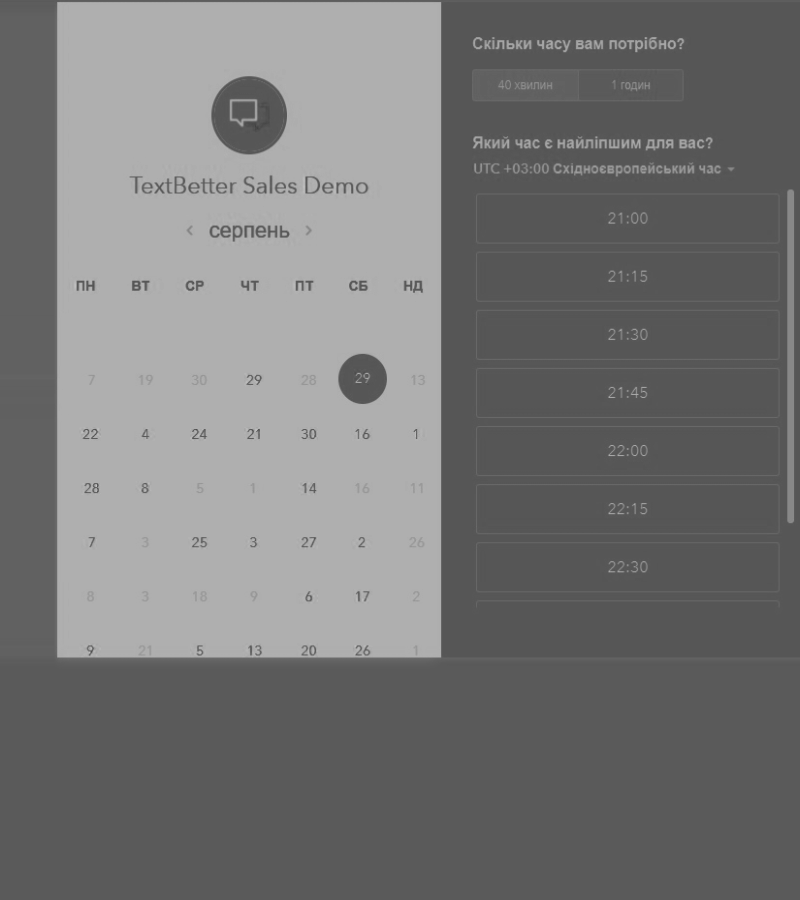 TextBetter Sales Demo
‹ серпень ›
ПН ВТ СР ЧТ ПТ СБ НД
7 19 30 29 28 29 13
22 4 24 21 30 16 1
28 8 5 1 14 16 11
7 3 25 3 27 2 26
8 3 18 9 6 17 2
9 21 5 13 20 26 1
Скільки часу вам потрібно?
40 хвилин 1 годин
Який час є найліпшим для вас?
UTC +03:00 Східноєвропейський час
21:00
21:15
21:30
21:45
22:00
22:15
22:30